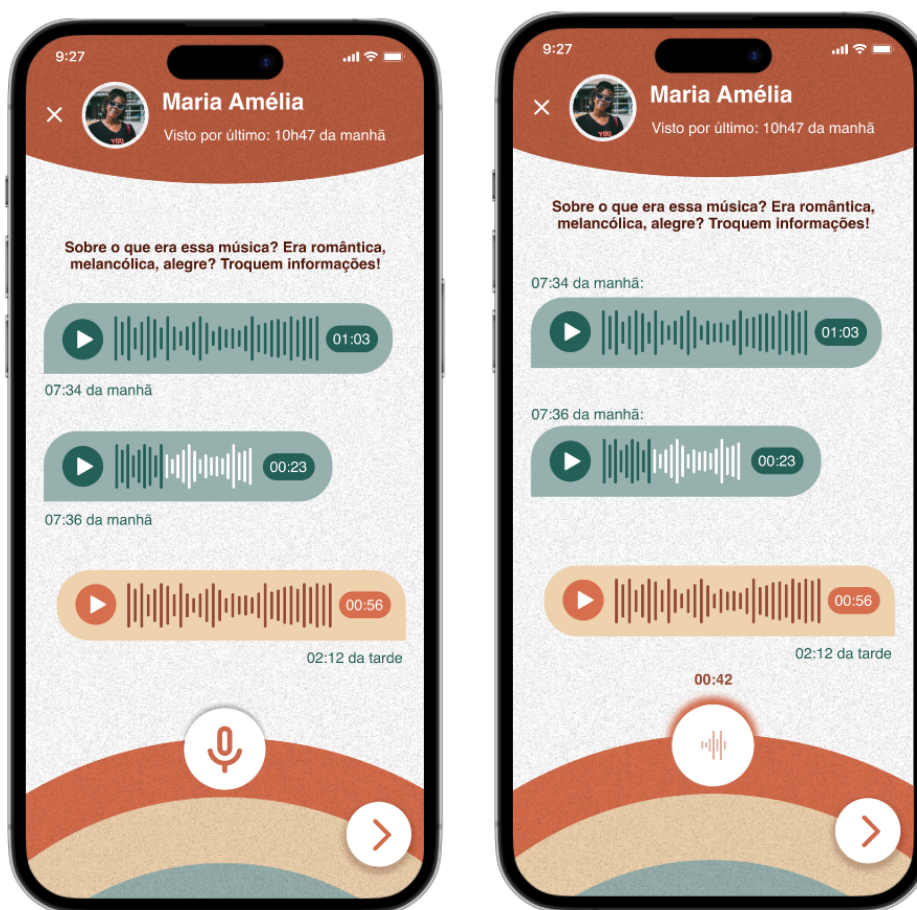 9:27
Maria Amélia
Visto por último: 10h47 da manhã
Sobre o que era essa música? Era romântica,
melancólica, alegre? Troquem informações!
01:03
07:34 da manhã
00:23
07:36 da manhã
00:56
02:12 da tarde
9:27
Maria Amélia
Visto por último: 10h47 da manhã
Sobre o que era essa música? Era romântica,
melancólica, alegre? Troquem informações!
07:34 da manhã:
01:03
07:36 da manhã:
00:23
00:56
02:12 da tarde
00:42